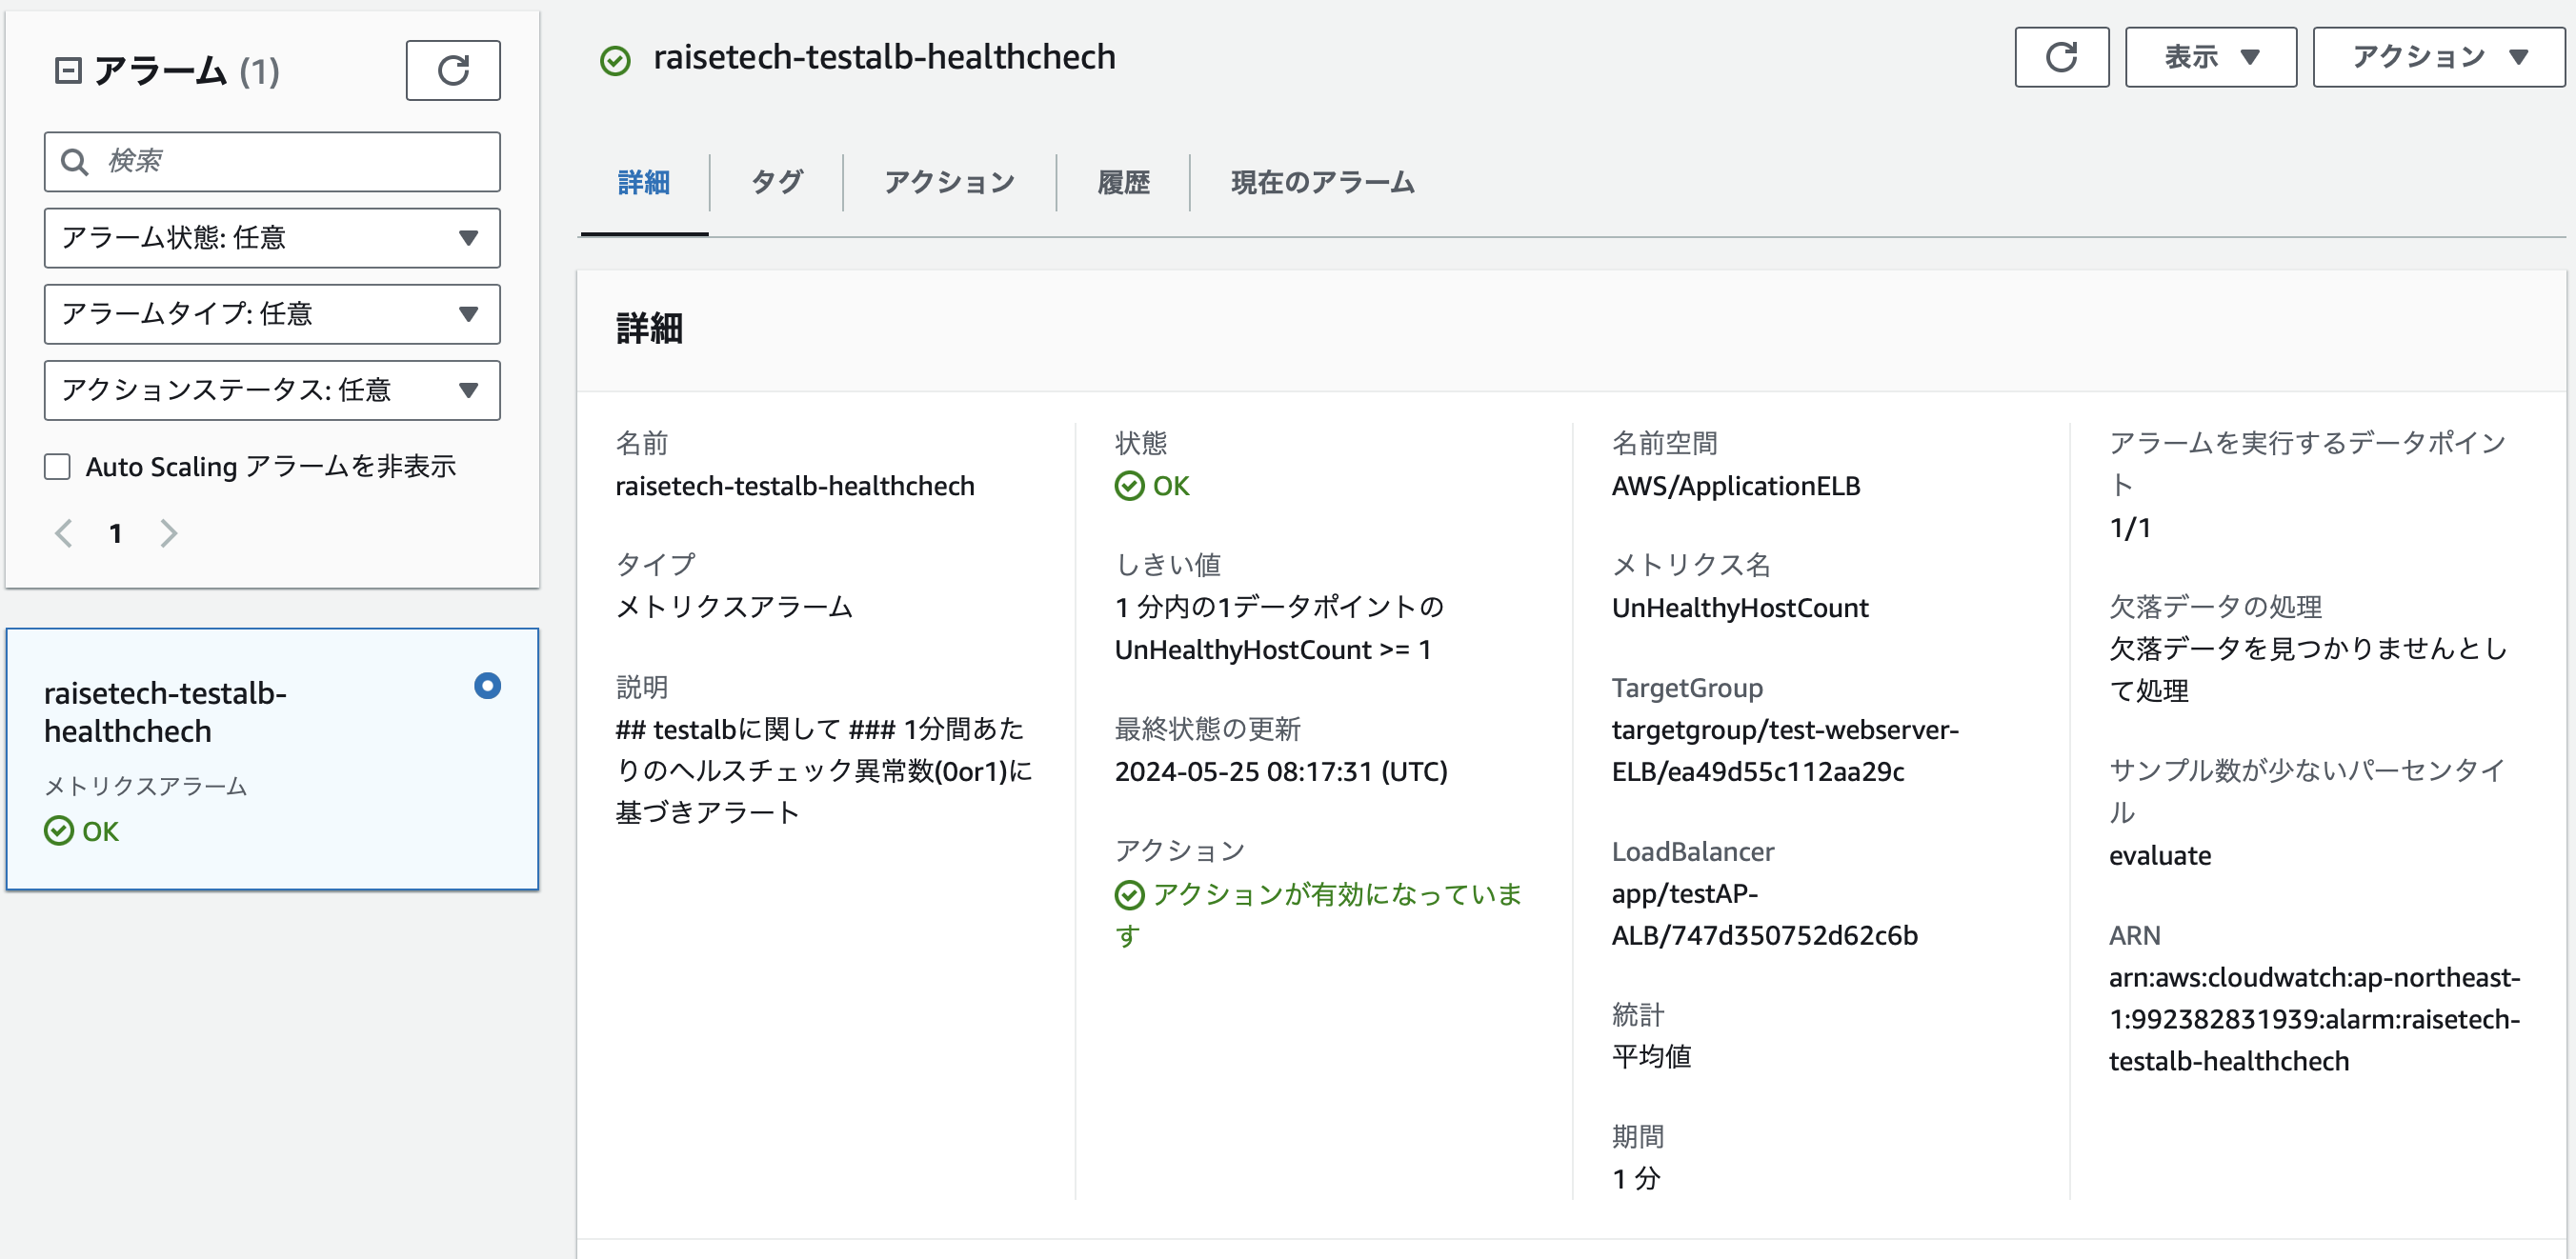 アラーム (1)
検索
アラーム状態: 任意
アラームタイプ: 任意
アクションステータス: 任意
Auto Scaling アラームを非表示
1
raisetech-testalb-
healthchech
メトリクスアラーム
OK
raisetech-testalb-healthchech
表示
アクション
詳細
タグ
アクション
履歴
現在のアラーム
詳細
名前
raisetech-testalb-healthchech
タイプ
メトリクスアラーム
説明
## testalbに関して ### 1分間あた
りのヘルスチェック異常数(0or1)に
基づきアラート
状態
OK
しきい値
1 分内の1データポイントの
UnHealthyHostCount >= 1
最終状態の更新
2024-05-25 08:17:31 (UTC)
アクション
アクションが有効になっていま
す
名前空間
AWS/ApplicationELB
メトリクス名
UnHealthyHostCount
TargetGroup
targetgroup/test-webserver-
ELB/ea49d55c112aa29c
LoadBalancer
app/testAP-
ALB/747d350752d62c6b
統計
平均値
期間
1 分
アラームを実行するデータポイン
ト
1/1
欠落データの処理
欠落データを見つかりませんとし
て処理
サンプル数が少ないパーセンタイ
ル
evaluate
ARN
arn:aws:cloudwatch:ap-northeast-
1:992382831939:alarm:raisetech-
testalb-healthchech